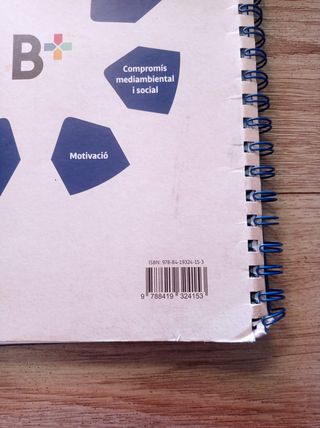 B+
Compromís
mediambiental
i social
Motivació
ISBN: 978-84-19324-15-3
9 788419 324153